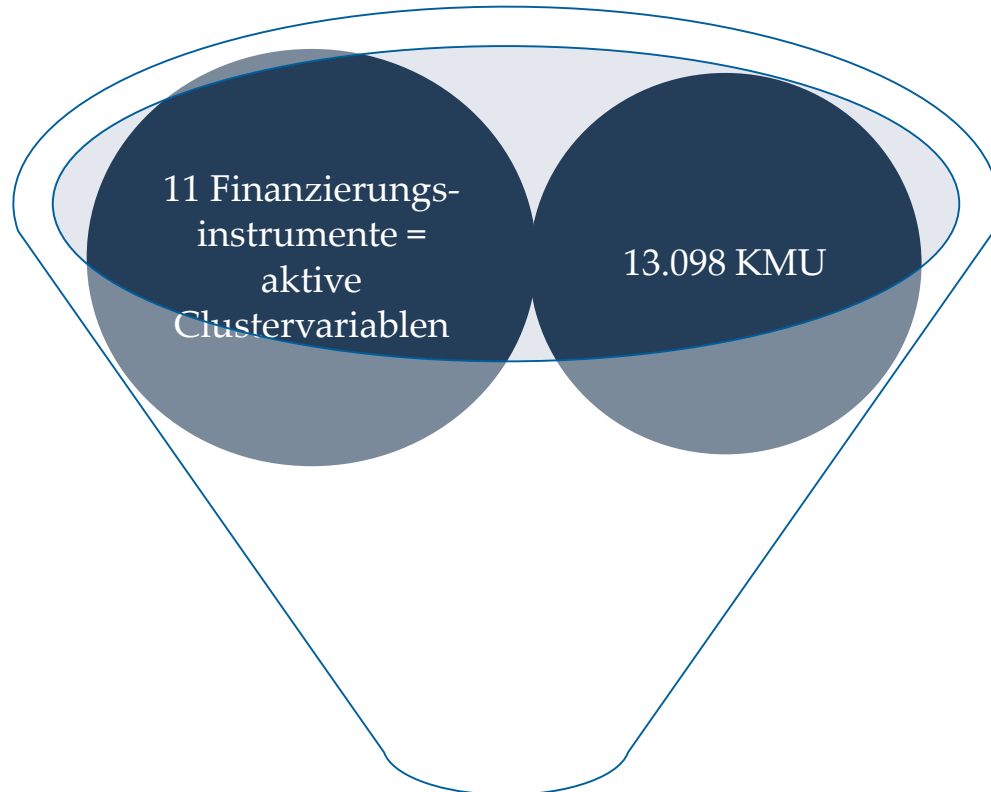 11 Finanzierungs-
instrumente =
aktive
Clustervariablen
13.098 KMU